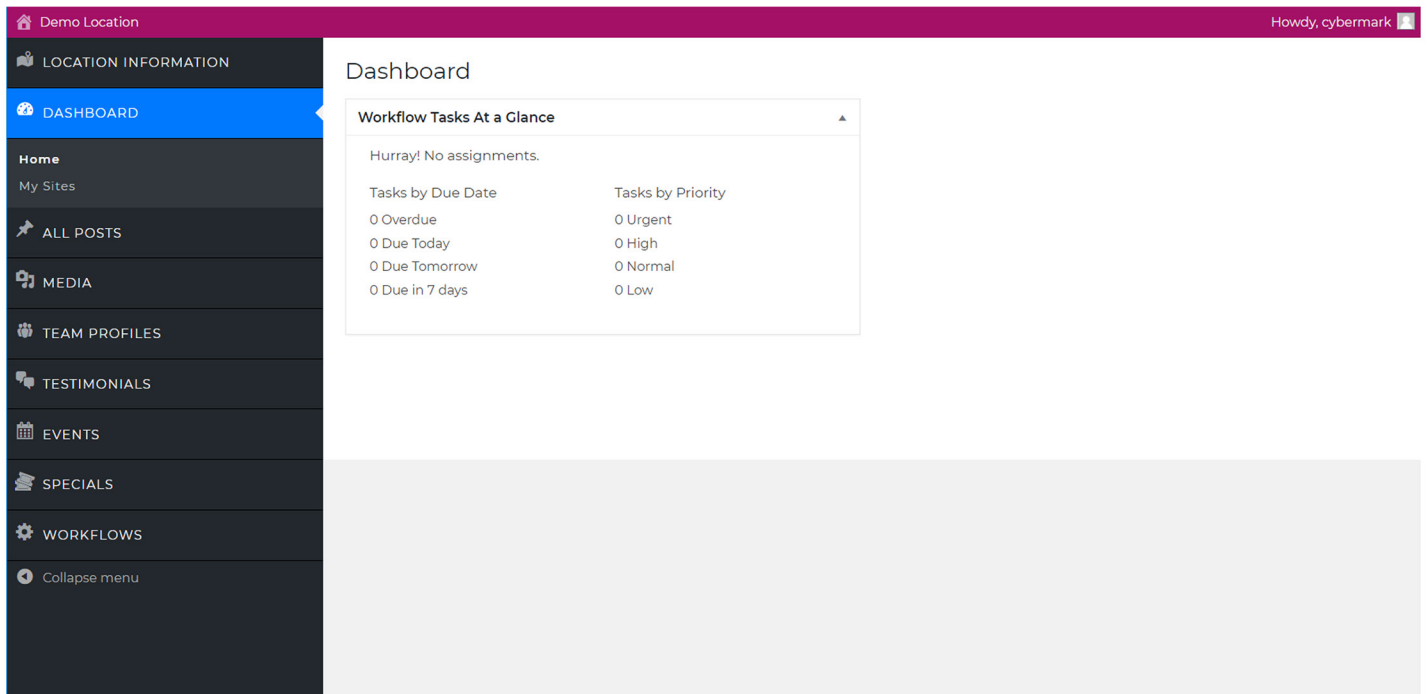 Demo Location
Howdy, cybermark
LOCATION INFORMATION
DASHBOARD
Home
My Sites
ALL POSTS
MEDIA
TEAM PROFILES
TESTIMONIALS
EVENTS
SPECIALS
WORKFLOWS
Collapse menu
Dashboard
Workflow Tasks At a Glance
Hurray! No assignments.
Tasks by Due Date
0 Overdue
0 Due Today
0 Due Tomorrow
0 Due in 7 days
Tasks by Priority
0 Urgent
0 High
0 Normal
0 Low